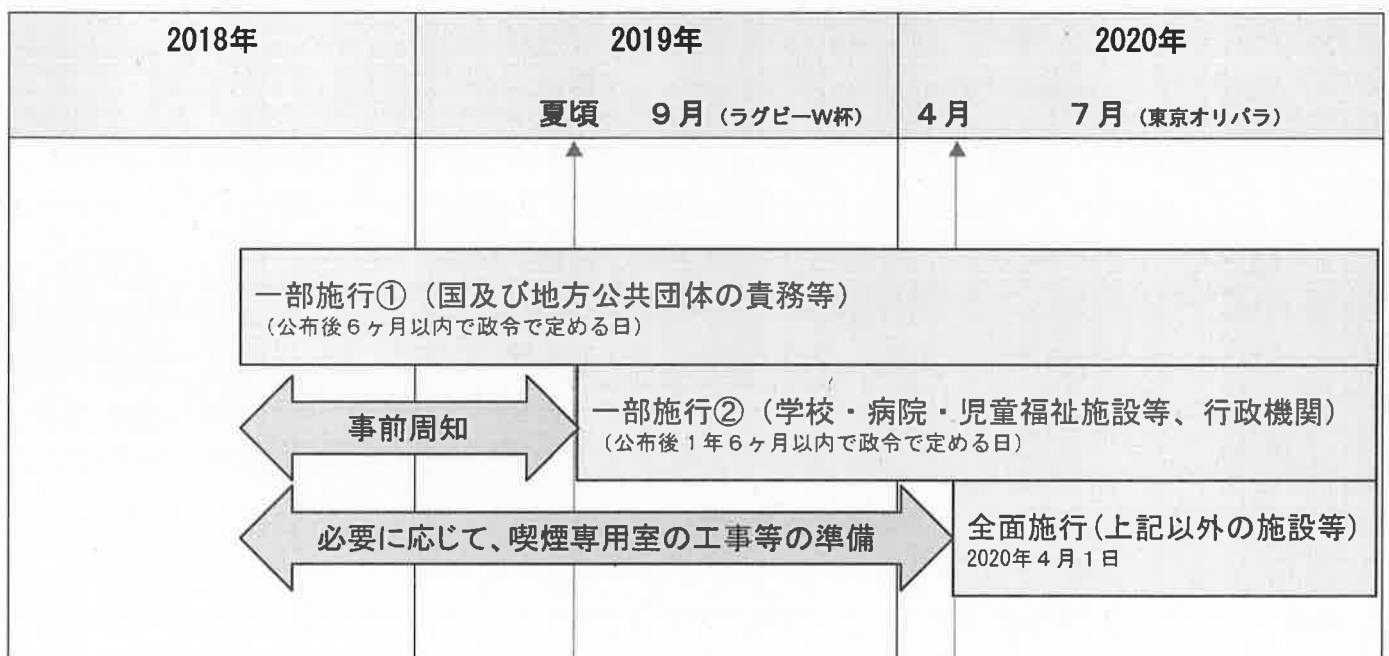 2018年
2019年
2020年
夏頃 9月(ラグビーW杯)
4月 7月(東京オリパラ)
一部施行①(国及び地方公共団体の責務等)
(公布後6ヶ月以内で政令で定める日)
事前周知
一部施行②(学校・病院・児童福祉施設等、行政機関)
(公布後1年6ヶ月以内で政令で定める日)
必要に応じて、喫煙専用室の工事等の準備
全面施行(上記以外の施設等)
2020年4月1日